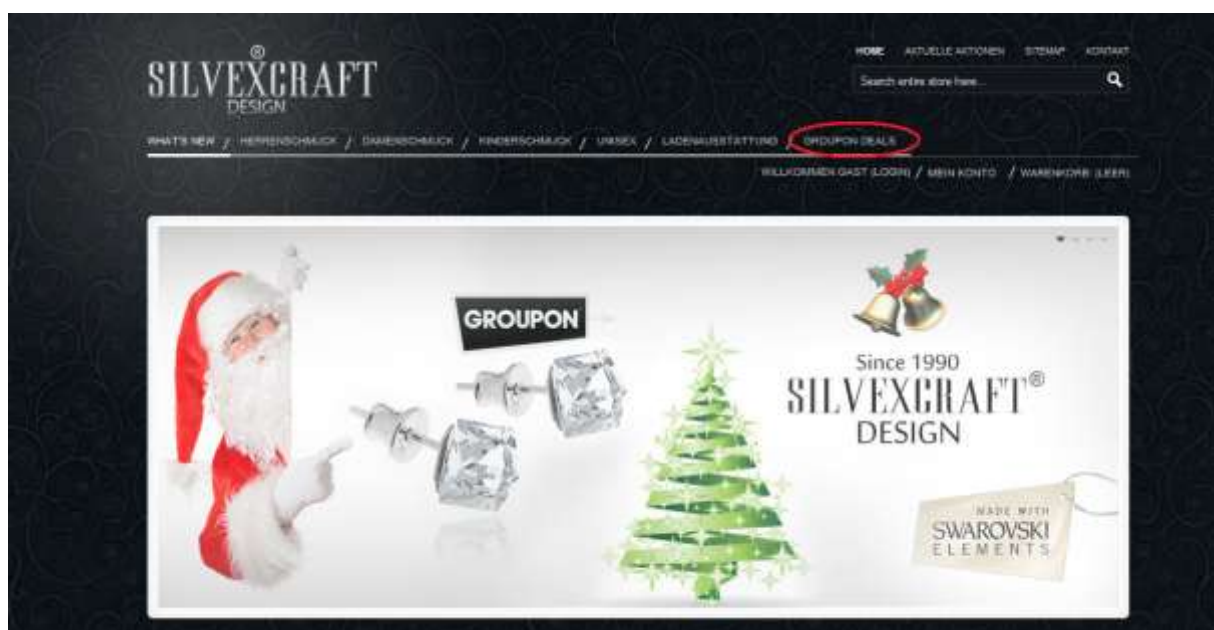 ®
SILVEXCRAFT
DESIGN
HOME AKTUELLE AKTIONEN SITEMAP KONTAKT
Search entire store here...
WHAT'S NEW / HERRENSCHMUCK / DAMENSCHMUCK / KINDERSCHMUCK / UNISEX / LADENAUSSTATTUNG / GROUPON DEALS
WILLKOMMEN GAST (LOGIN) / MEIN KONTO / WARENKORB (LEER)
GROUPON
Since 1990
SILVEXCRAFT®
DESIGN
MADE WITH
SWAROVSKI
ELEMENTS